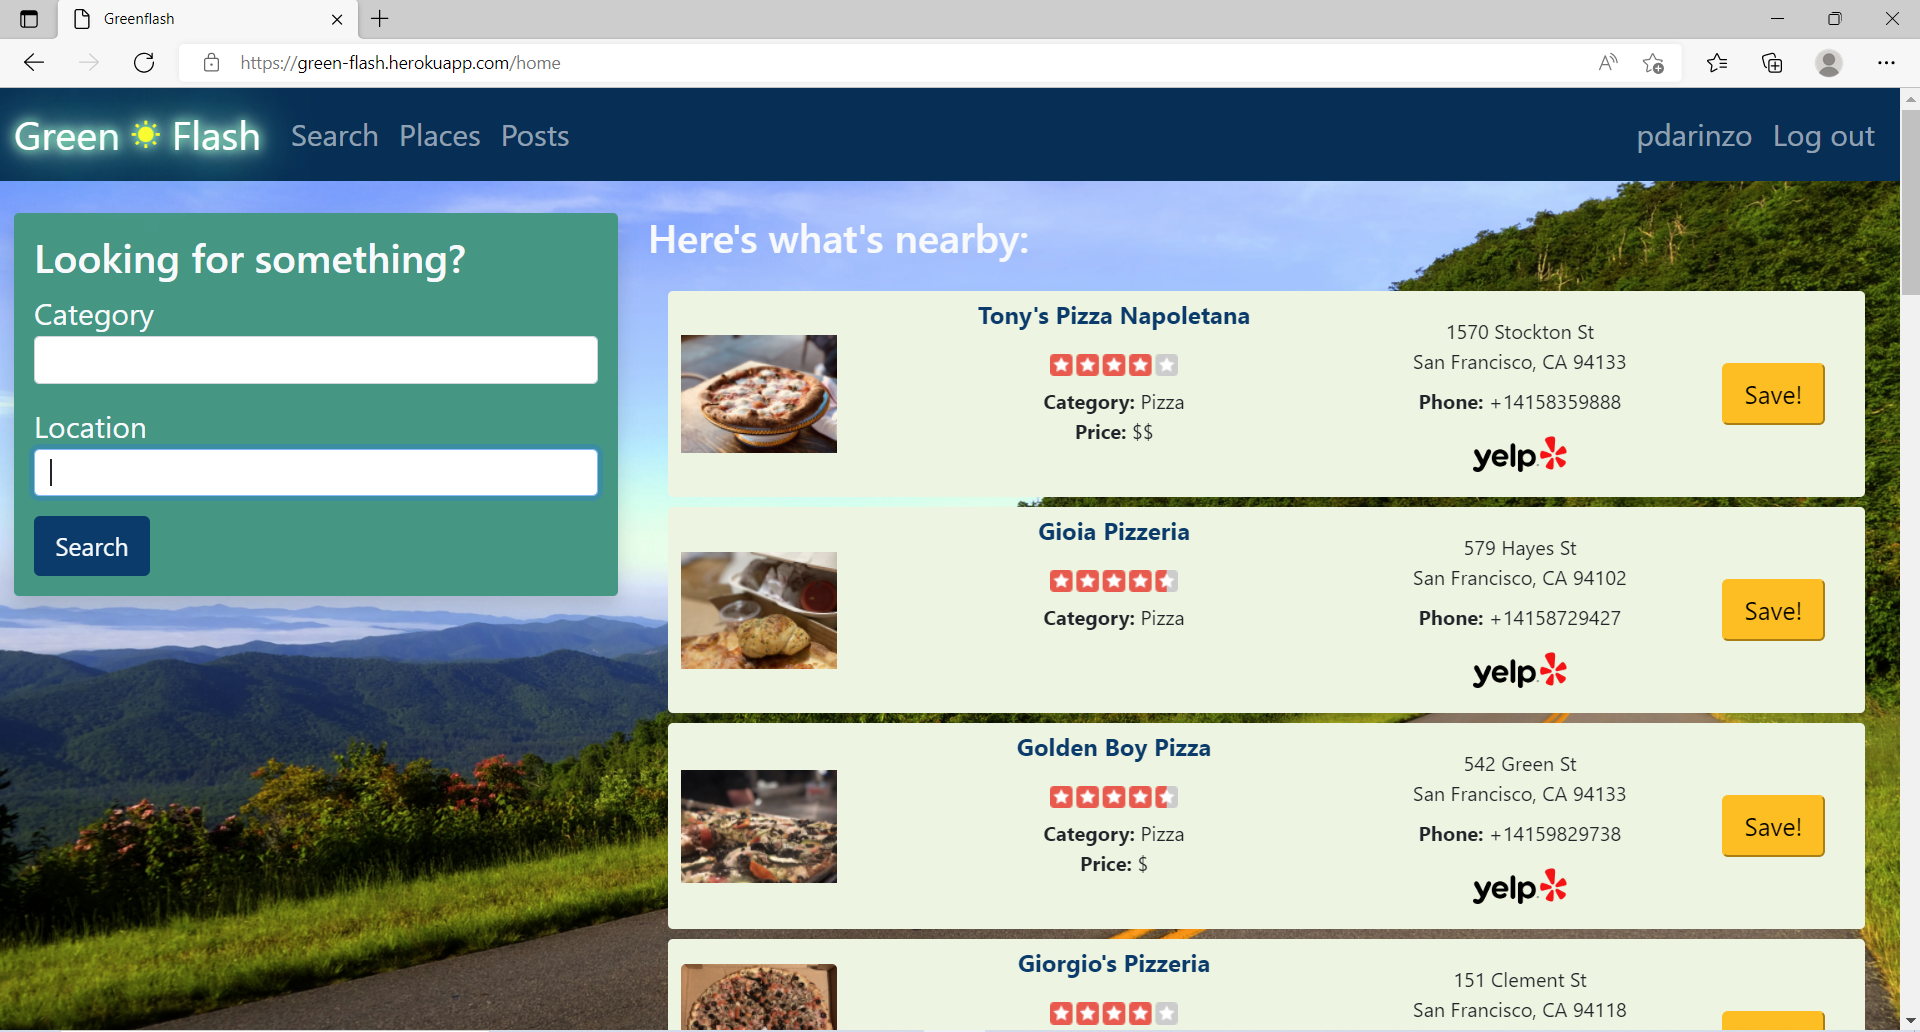 Greenflash
https://green-flash.herokuapp.com/home
Green Flash Search Places Posts pdarinzo Log out
Looking for something?
Category
Location
Search
Here's what's nearby:
Tony's Pizza Napoletana
Category: Pizza
Price: $$
1570 Stockton St
San Francisco, CA 94133
Phone: +14158359888
yelp
Save!
Gioia Pizzeria
Category: Pizza
579 Hayes St
San Francisco, CA 94102
Phone: +14158729427
yelp
Save!
Golden Boy Pizza
Category: Pizza
Price: $
542 Green St
San Francisco, CA 94133
Phone: +14159829738
yelp
Save!
Giorgio's Pizzeria
151 Clement St
San Francisco, CA 94118